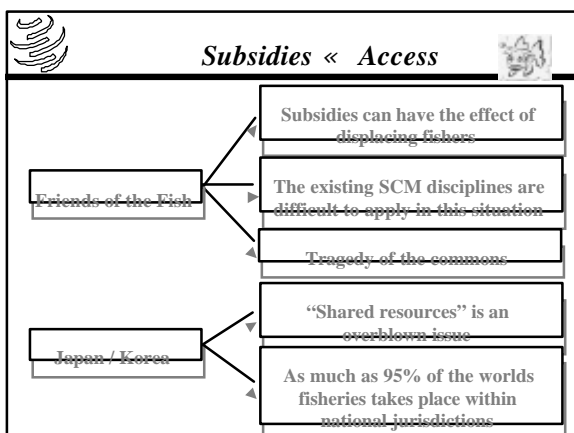 Subsidies « Access
Subsidies can have the effect of
displacing fishers
Friends of the Fish
The existing SCM disciplines are
difficult to apply in this situation
Tragedy of the commons
“Shared resources” is an
overblown issue
Japan / Korea
As much as 95% of the worlds
fisheries takes place within
national jurisdictions